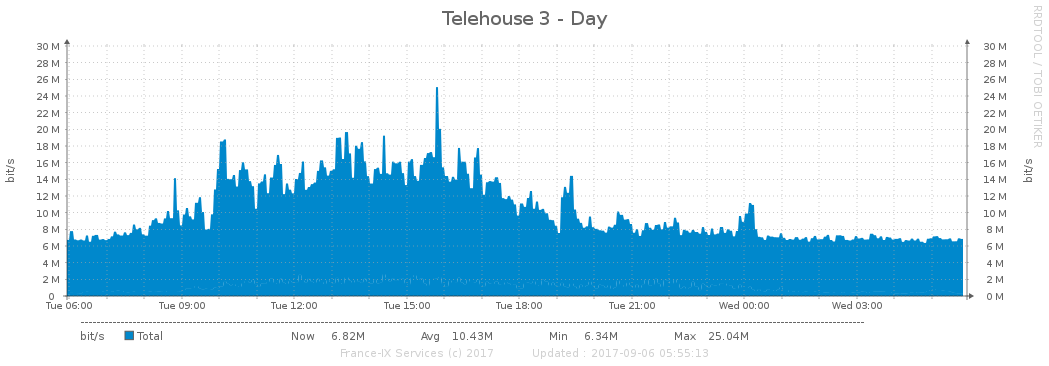 Telehouse 3 - Day
RRDTOOL / TOBI OETIKER
bit/s
bit/s
30 M 30 M
28 M 28 M
26 M 26 M
24 M 24 M
22 M 22 M
20 M 20 M
18 M 18 M
16 M 16 M
14 M 14 M
12 M 12 M
10 M 10 M
8 M 8 M
6 M 6 M
4 M 4 M
2 M 2 M
0 0 M
Tue 06:00 Tue 09:00 Tue 12:00 Tue 15:00 Tue 18:00 Tue 21:00 Wed 00:00 Wed 03:00
bit/s Total Now 6.82M Avg 10.43M Min 6.34M Max 25.04M
France-IX Services (c) 2017 Updated : 2017-09-06 05:55:13